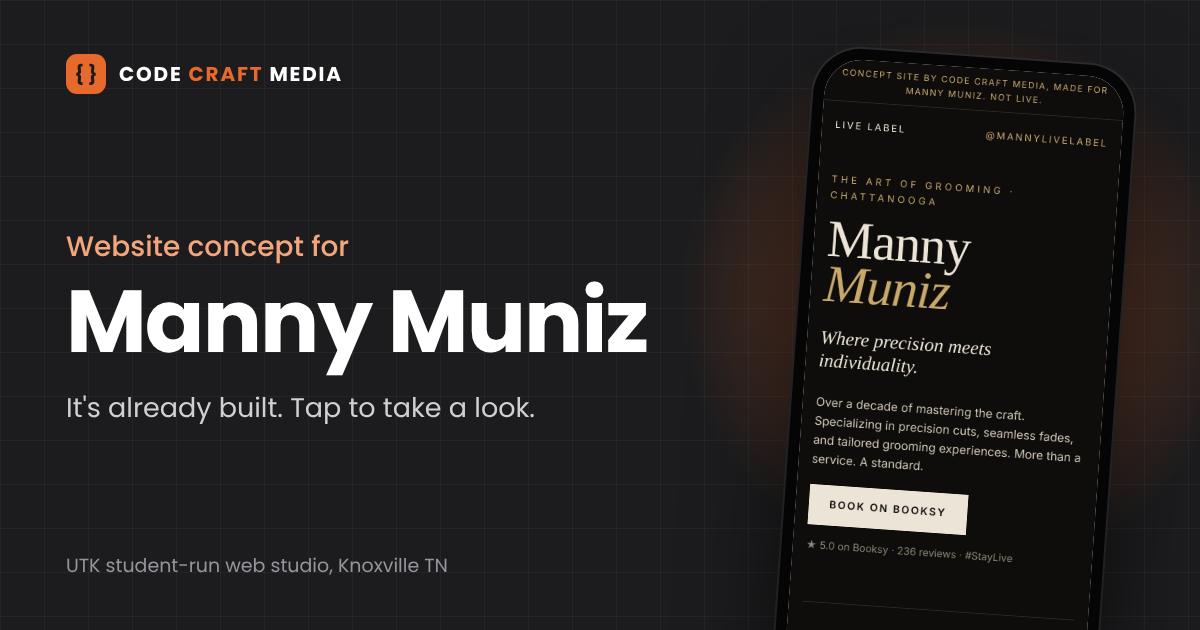 { } CODE CRAFT MEDIA
Website concept for
Manny Muniz
It's already built. Tap to take a look.
UTK student-run web studio, Knoxville TN
CONCEPT SITE BY CODE CRAFT MEDIA, MADE FOR
MANNY MUNIZ. NOT LIVE.
LIVE LABEL
@MANNYLIVELABEL
THE ART OF GROOMING ·
CHATTANOOGA
Manny
Muniz
Where precision meets
individuality.
Over a decade of mastering the craft.
Specializing in precision cuts, seamless fades,
and tailored grooming experiences. More than a
service. A standard.
BOOK ON BOOKSY
★ 5.0 on Booksy · 236 reviews · #StayLive